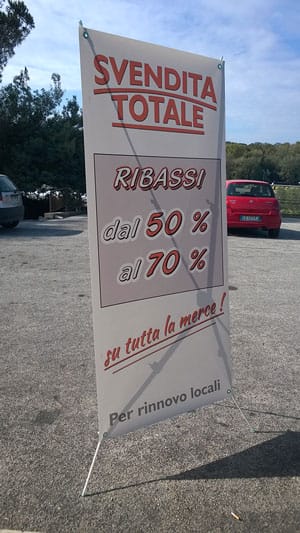 SVENDITA
TOTALE
RIBASSI
dal 50 %
al 70 %
su tutta la merce !
Per rinnovo locali